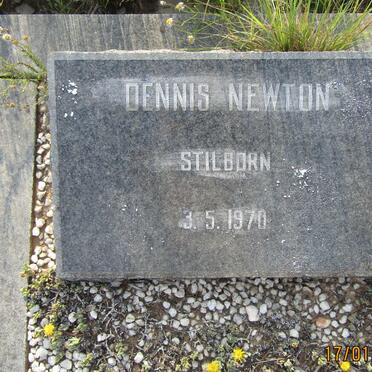 DENNIS NEWTON
STILBORN
3.5.1970
17/01